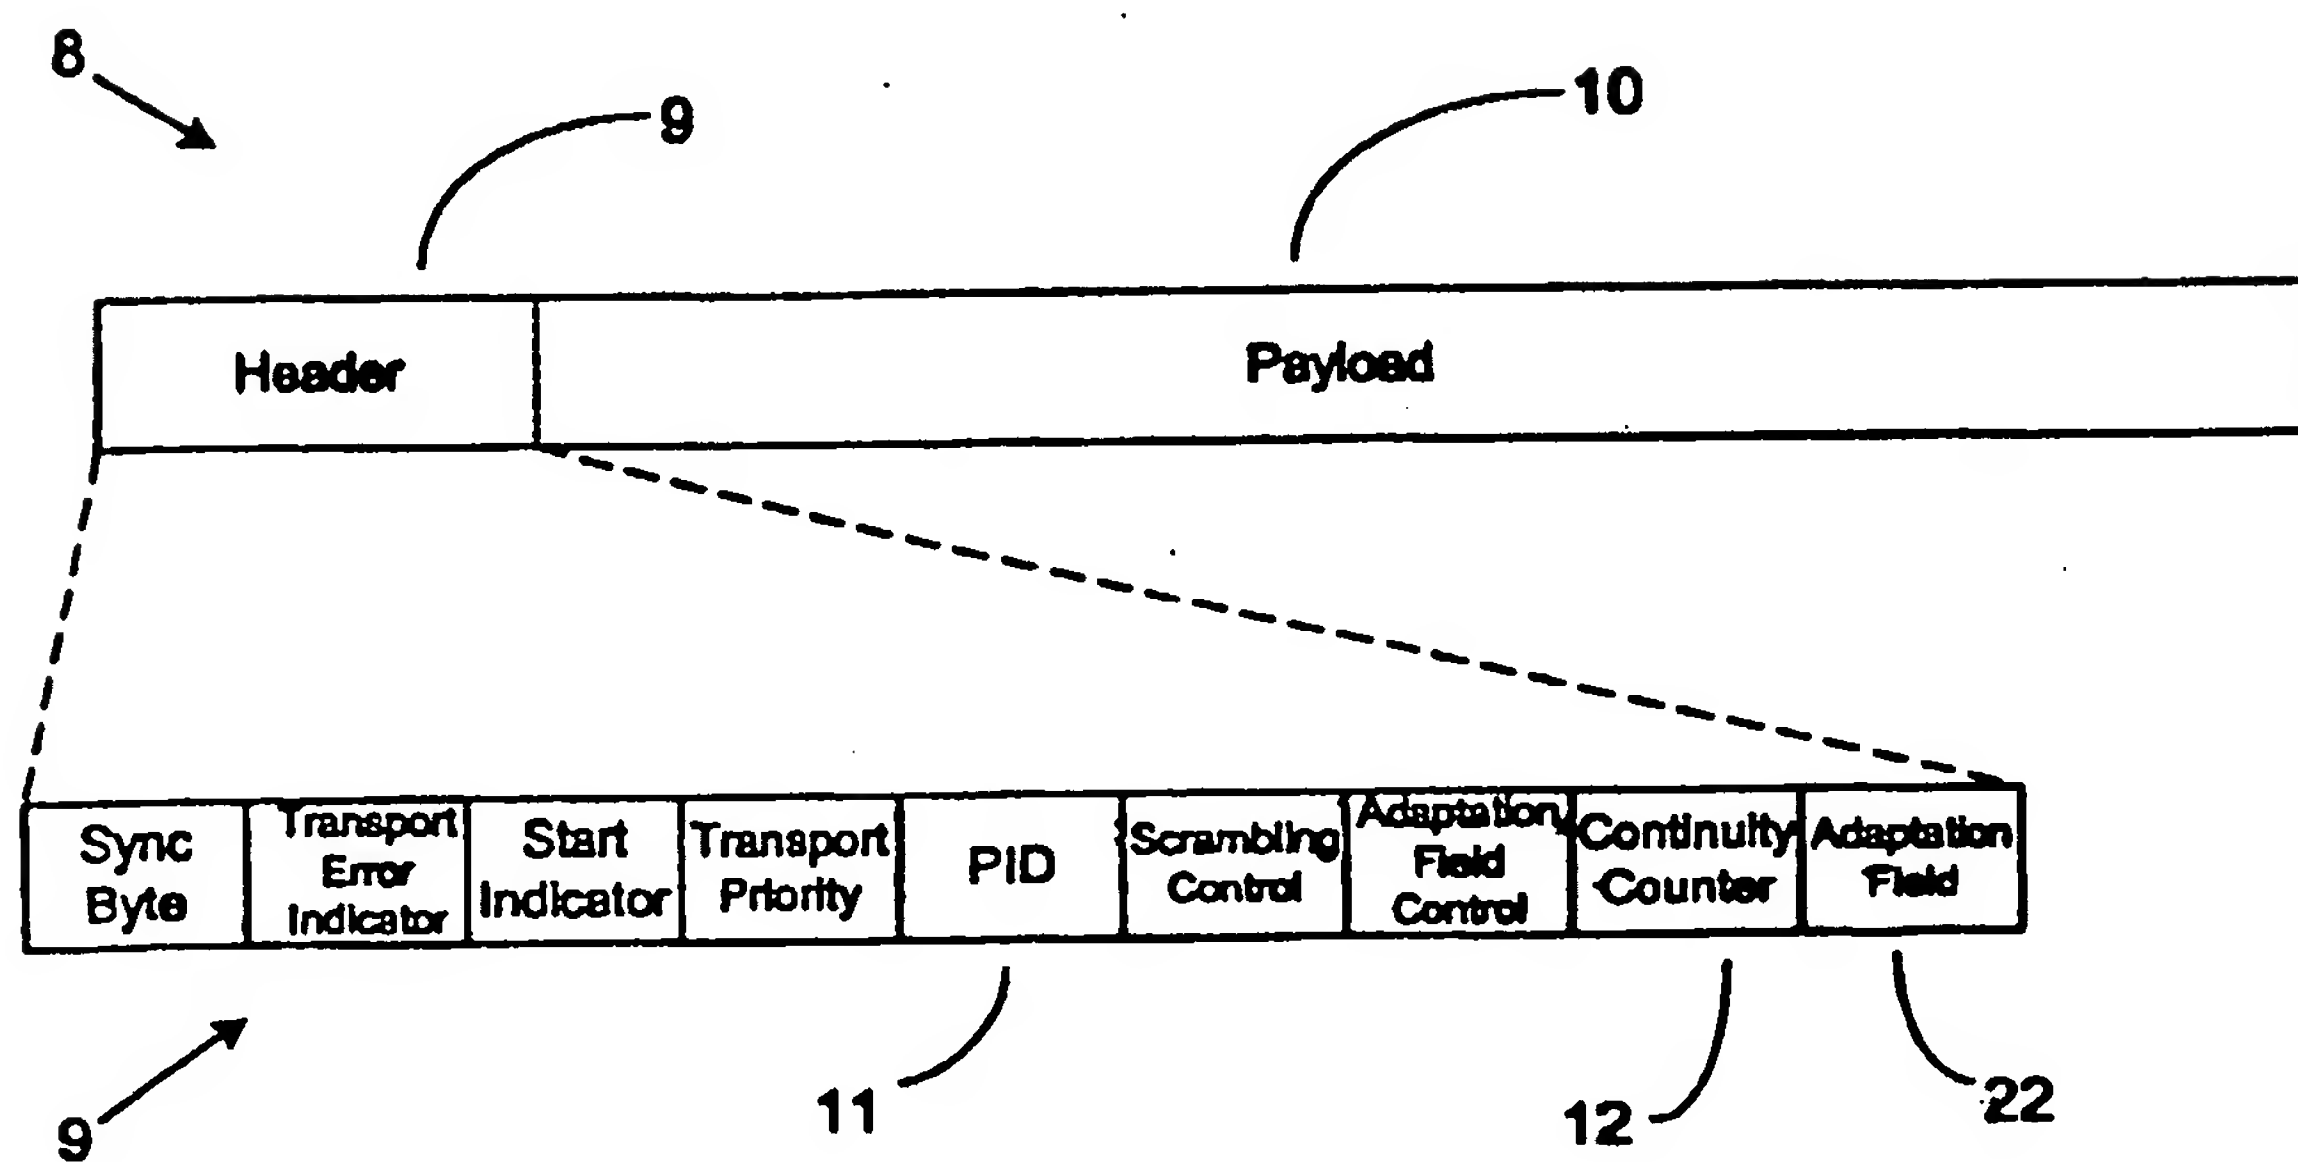 8
9
10
Header
Payload
Sync
Byte
Transport
Error
Indicator
Start
Indicator
Transport
Priority
PID
Scrambling
Control
Adaptation
Field
Control
Continuity
Counter
Adaptation
Field
9
11
12
22